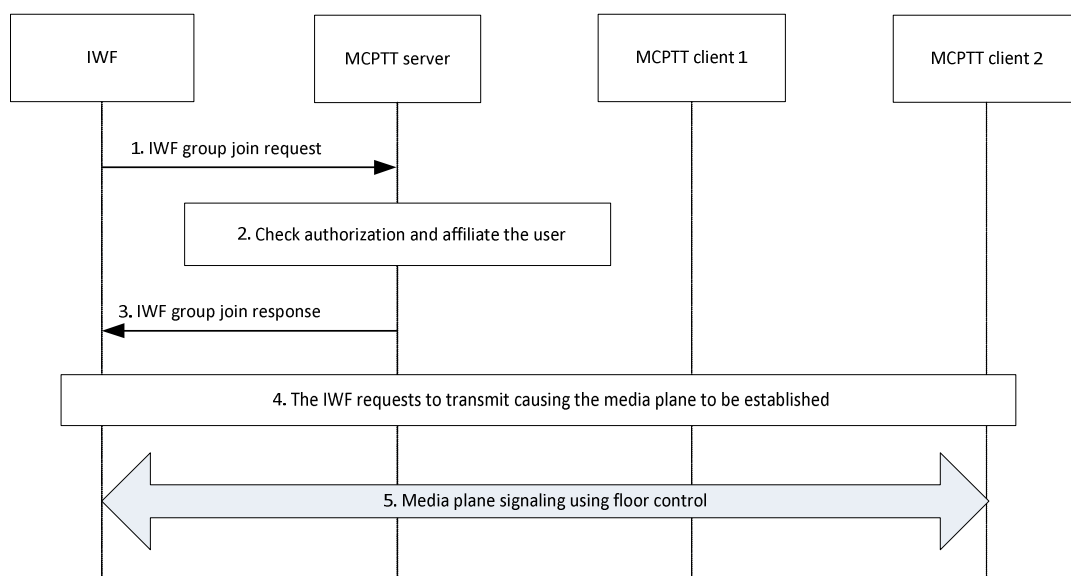 IWF
MCPTT server
MCPTT client 1
MCPTT client 2
1. IWF group join request
2. Check authorization and affiliate the user
3. IWF group join response
4. The IWF requests to transmit causing the media plane to be established
5. Media plane signaling using floor control